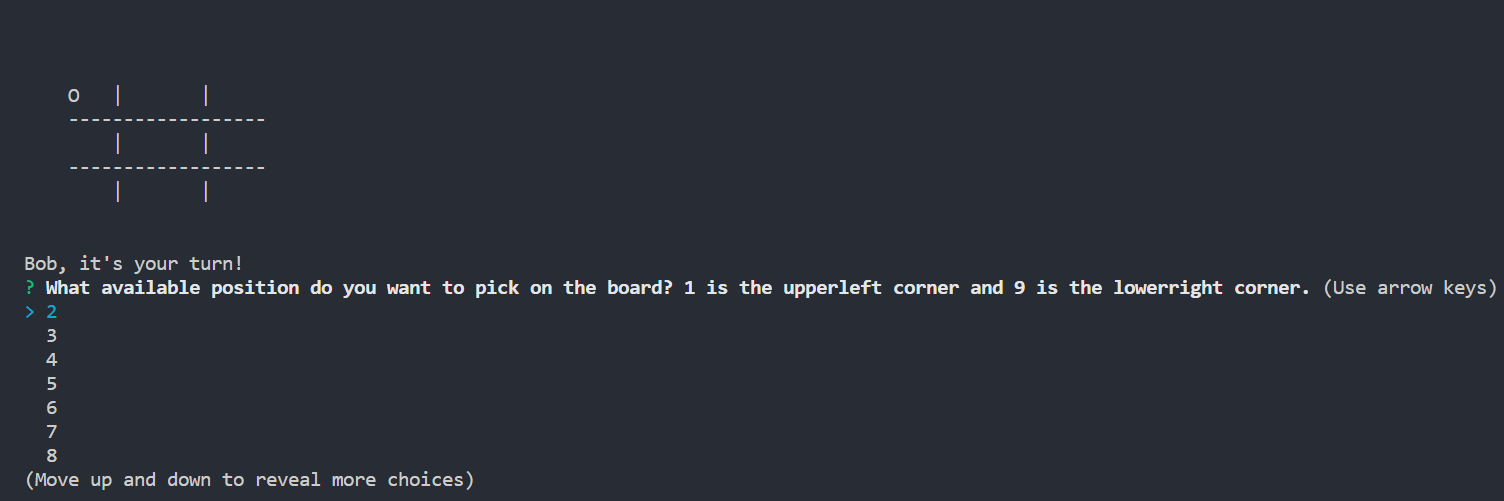 O | |
------------------
| |
------------------
| |
Bob, it's your turn!
? What available position do you want to pick on the board? 1 is the upperleft corner and 9 is the lowerright corner. (Use arrow keys)
> 2
3
4
5
6
7
8
(Move up and down to reveal more choices)